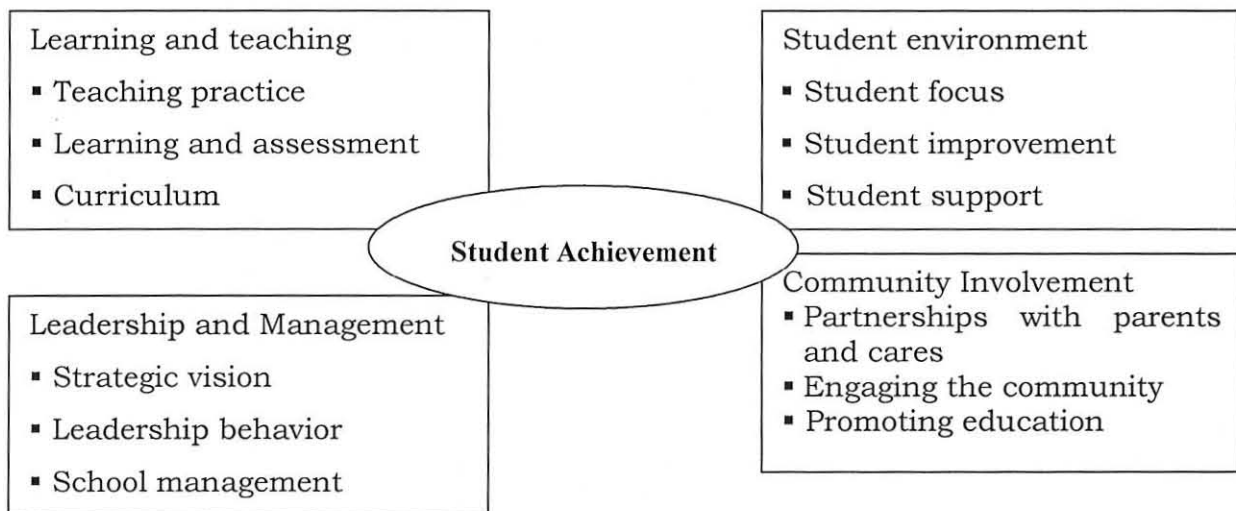 Learning and teaching
▪ Teaching practice
▪ Learning and assessment
▪ Curriculum
Student environment
▪ Student focus
▪ Student improvement
▪ Student support
Student Achievement
Leadership and Management
▪ Strategic vision
▪ Leadership behavior
▪ School management
Community Involvement
▪ Partnerships with parents
and cares
▪ Engaging the community
▪ Promoting education